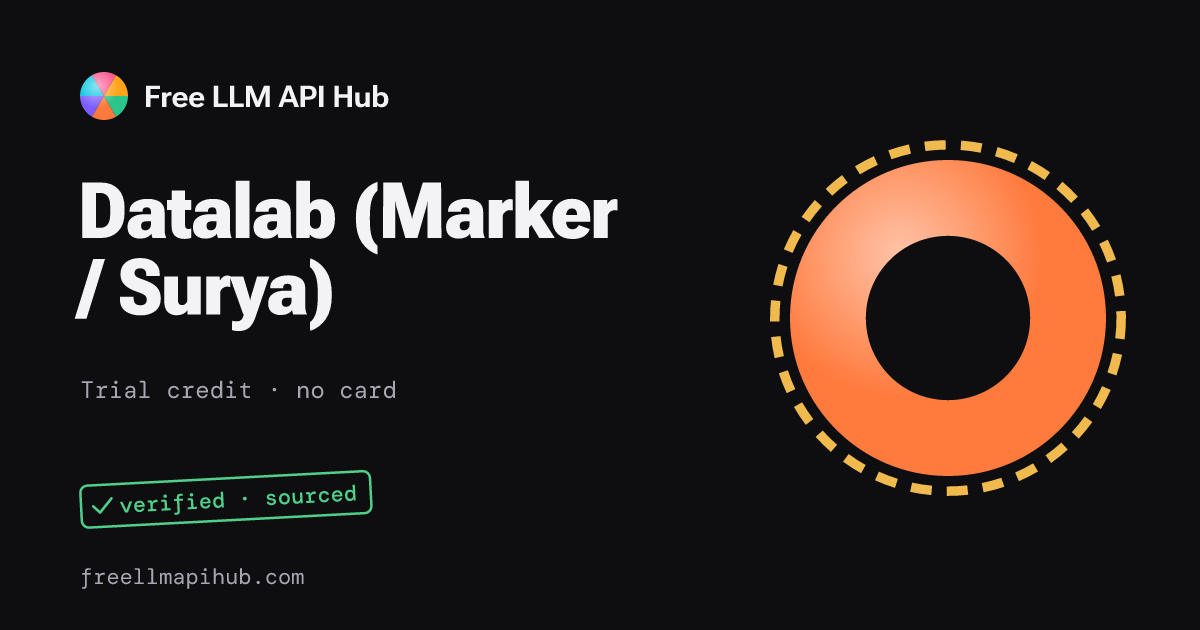 Free LLM API Hub
Datalab (Marker
/ Surya)
Trial credit · no card
verified · sourced
freellmapihub.com